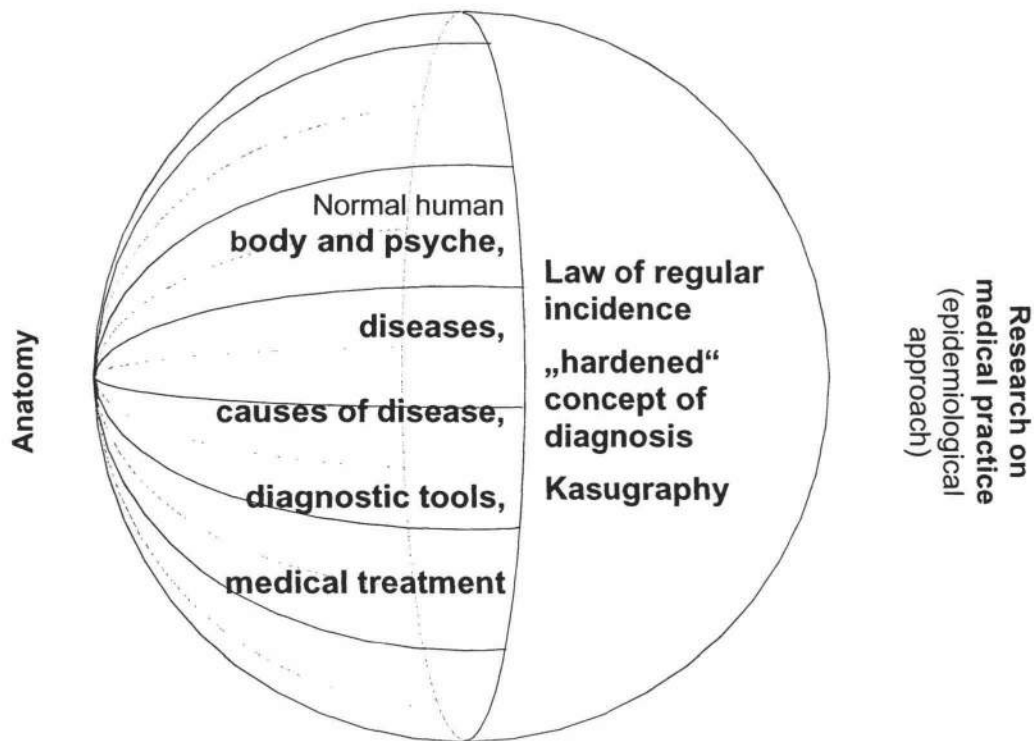 Anatomy
Normal human
body and psyche,
diseases,
causes of disease,
diagnostic tools,
medical treatment
Law of regular
incidence
„hardened“
concept of
diagnosis
Kasugraphy
Research on
medical practice
(epidemiological
approach)